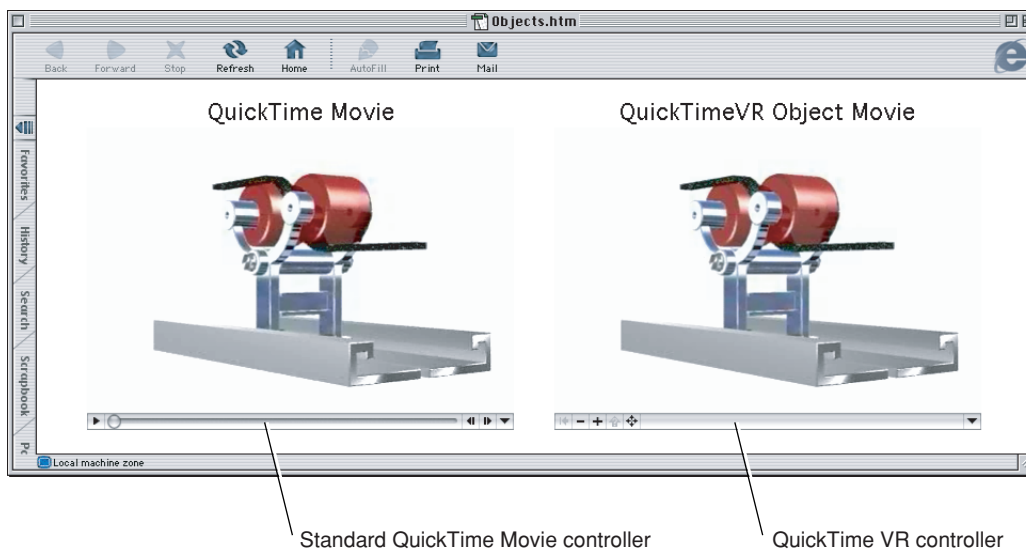 Objects.htm
Back Forward Stop Refresh Home AutoFill Print Mail
Favorites
History
Search
Scrapbook
QuickTime Movie
QuickTimeVR Object Movie
Local machine zone
Standard QuickTime Movie controller
QuickTime VR controller